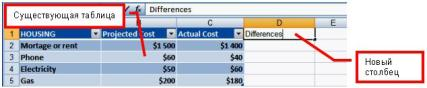 Существующая таблица
fx Differences
C D E
1 HOUSING Projected Cost Actual Cost Differences
2 Mortage or rent $1 500 $1 400
3 Phone $60 $40
4 Electricity $50 $60
5 Gas $200 $180
Новый
столбец